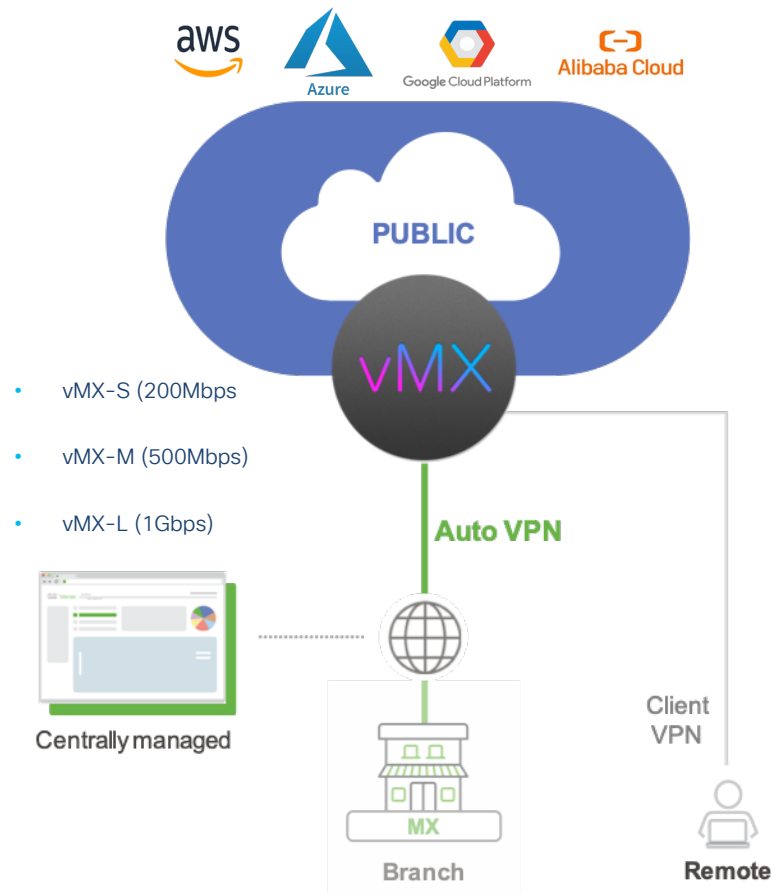 aws
Azure
Google Cloud Platform
Alibaba Cloud
PUBLIC
vMX
• vMX-S (200Mbps
• vMX-M (500Mbps)
• vMX-L (1Gbps)
Auto VPN
Centrally managed
Client
VPN
MX
Branch
Remote